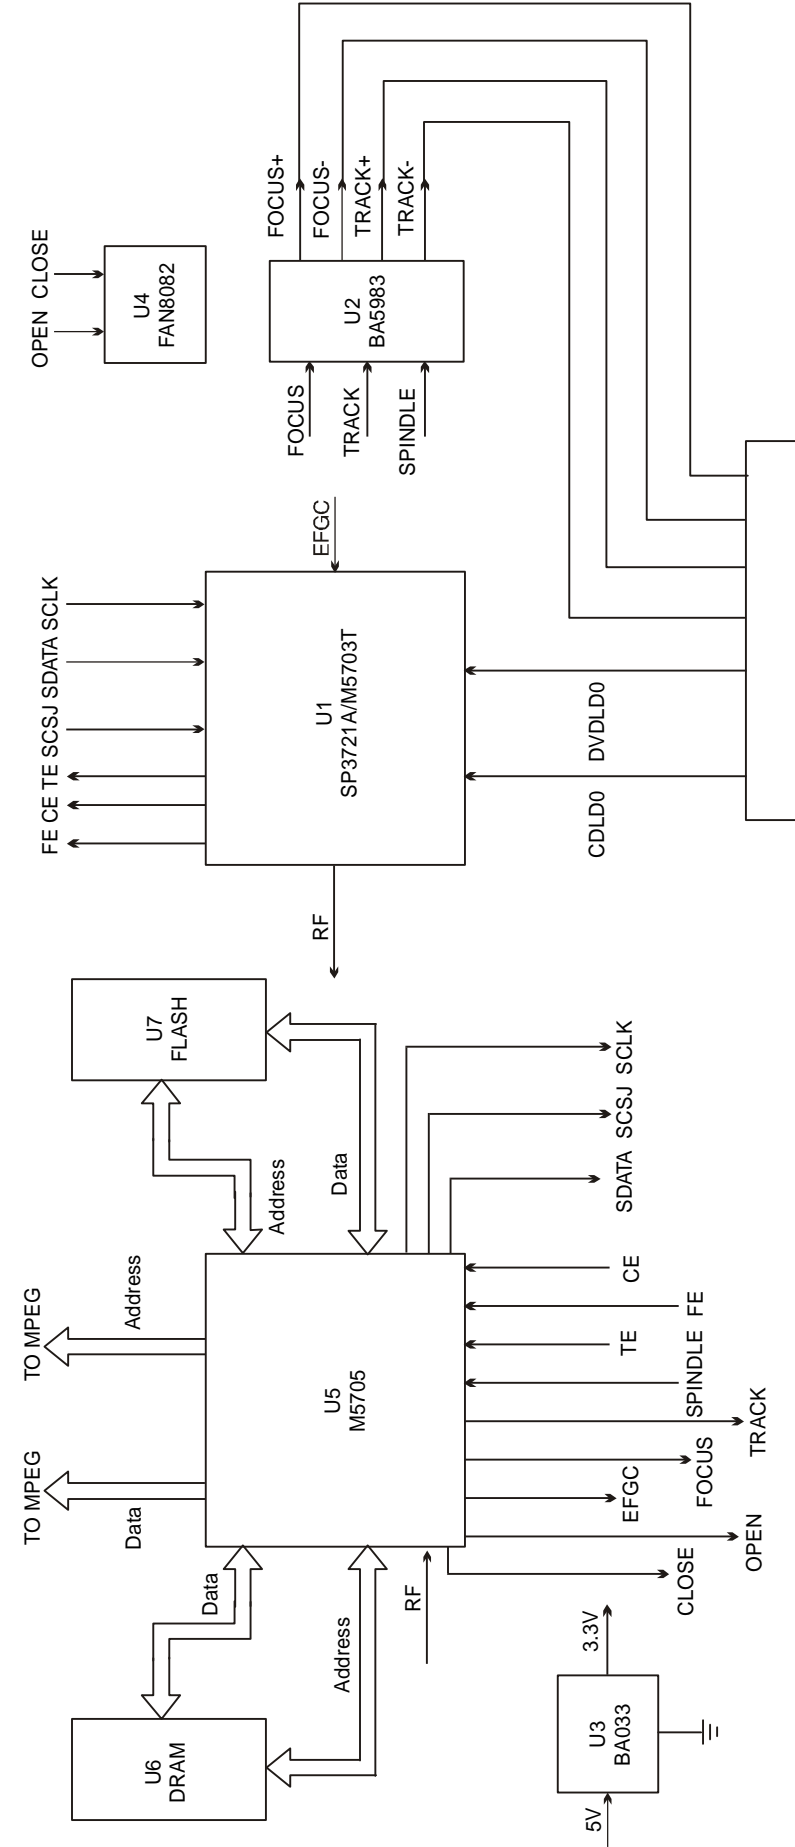 TO MPEG
TO MPEG
FE CE TE SCSJ SDATA SCLK
OPEN CLOSE
Data
Address
U6
DRAM
U7
FLASH
U4
FAN8082
Data
Address
Address
Data
U5
M5705
RF
RF
U1
SP3721A/M5703T
EFGC
FOCUS
TRACK
SPINDLE
U2
BA5983
FOCUS+
FOCUS-
TRACK+
TRACK-
CDLD0
DVDLD0
5V
U3
BA033
3.3V
CLOSE
OPEN
EFGC
FOCUS
TRACK
SPINDLE
TE
FE
CE
SDATA
SCSJ
SCLK